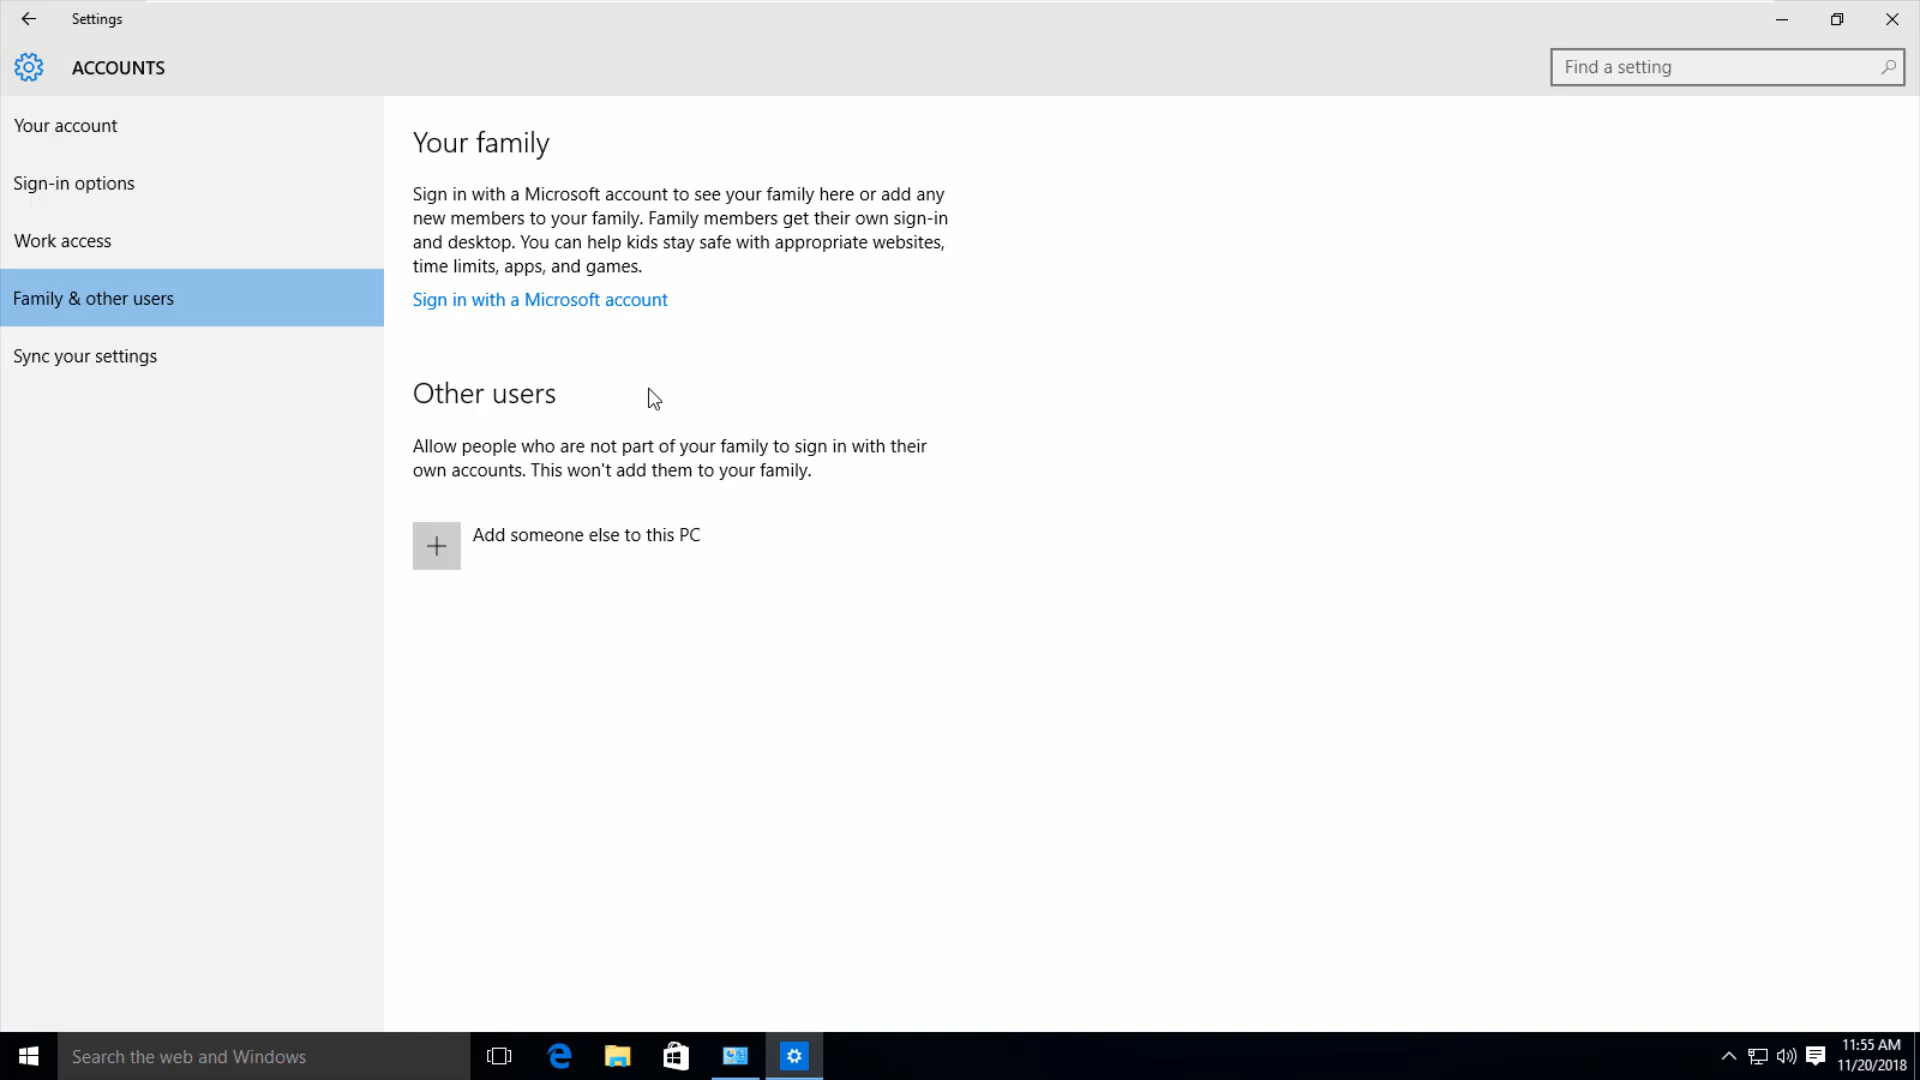 Settings
ACCOUNTS
Find a setting
Your account
Sign-in options
Work access
Family & other users
Sync your settings
Your family
Sign in with a Microsoft account to see your family here or add any
new members to your family. Family members get their own sign-in
and desktop. You can help kids stay safe with appropriate websites,
time limits, apps, and games.
Sign in with a Microsoft account
Other users
Allow people who are not part of your family to sign in with their
own accounts. This won't add them to your family.
Add someone else to this PC
Search the web and Windows
11:55 AM
11/20/2018